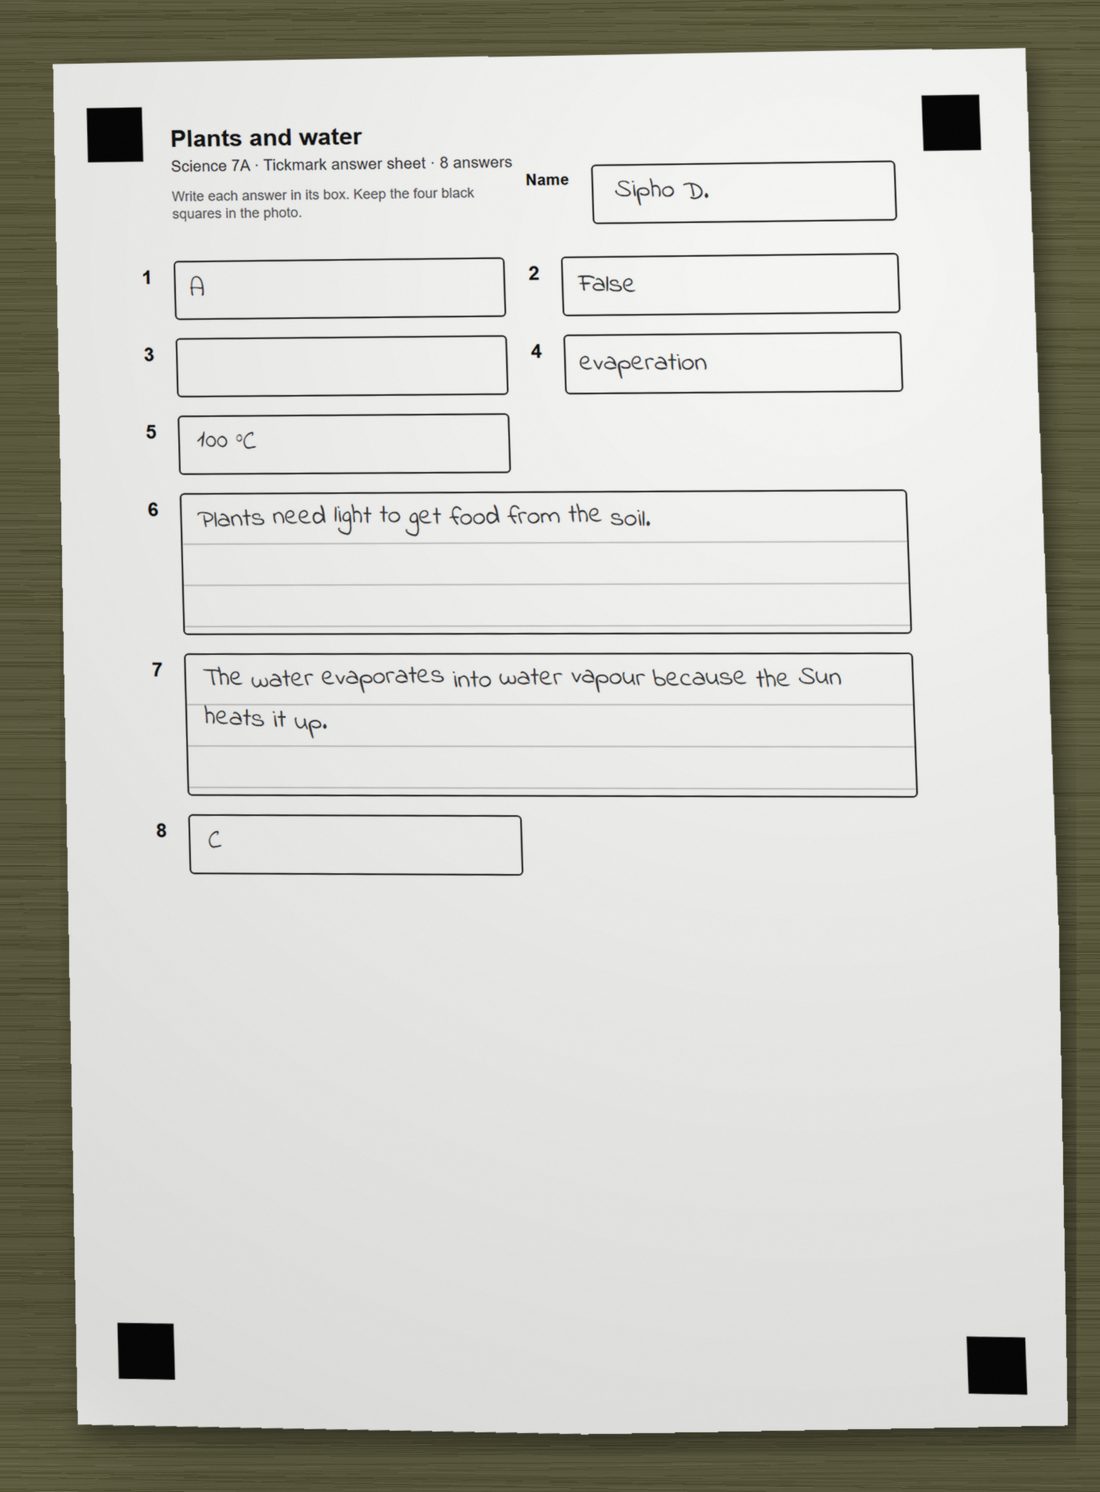 Plants and water
Science 7A · Tickmark answer sheet · 8 answers
Write each answer in its box. Keep the four black
squares in the photo.
Name Sipho D.
1 A
2 False
3
4 evaperation
5 100 °C
6 Plants need light to get food from the soil.
7 The water evaporates into water vapour because the Sun
heats it up.
8 C